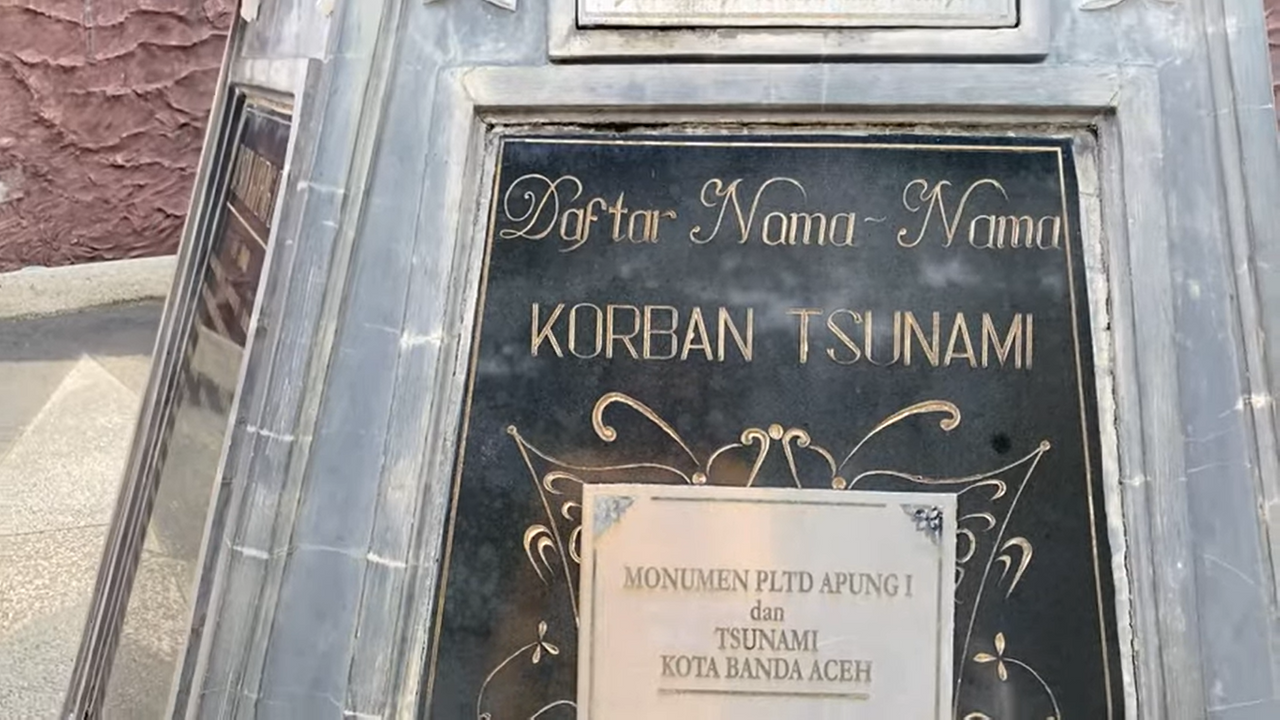 Daftar Nama-Nama
KORBAN TSUNAMI
MONUMEN PLTD APUNG I
dan
TSUNAMI
KOTA BANDA ACEH